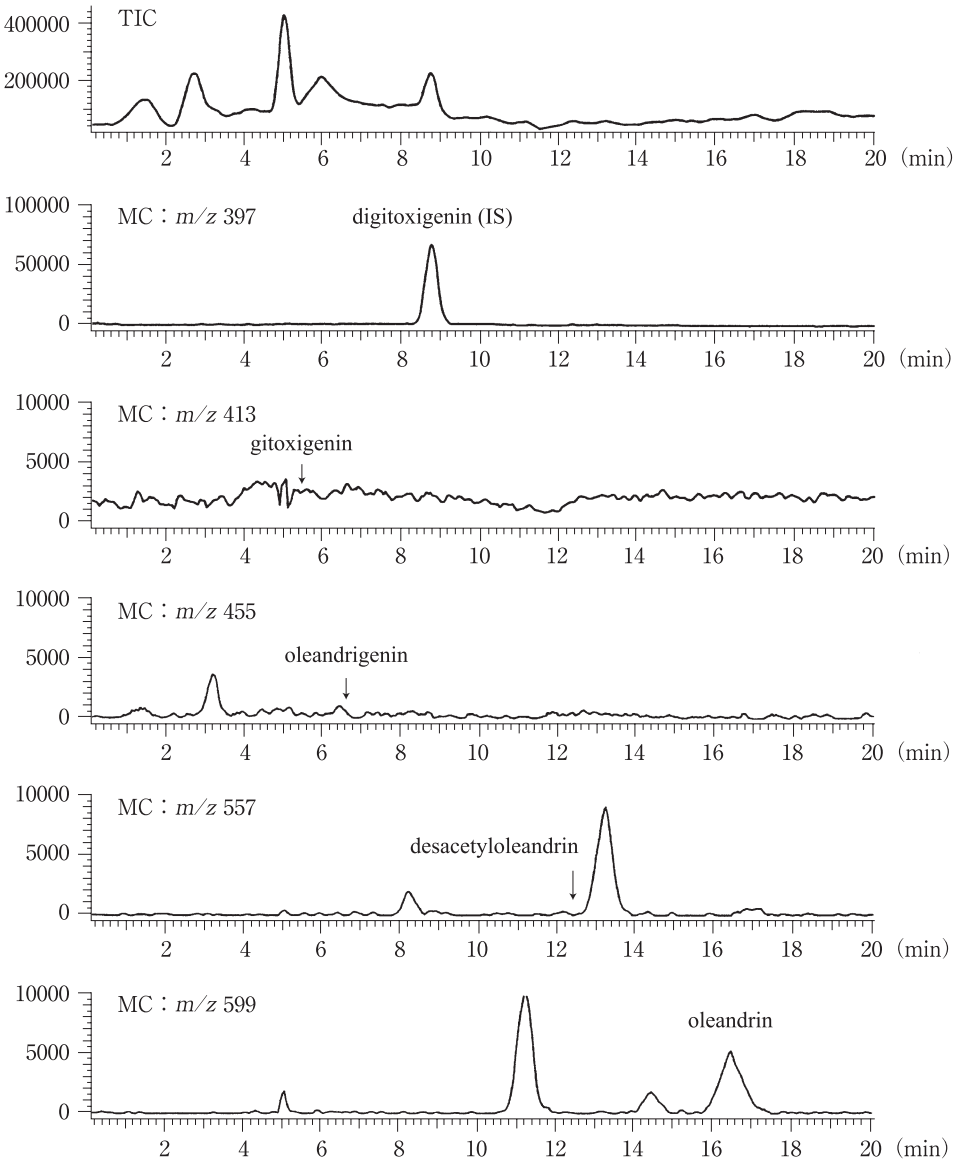 400000
TIC
200000
2 4 6 8 10 12 14 16 18 20 (min)
100000
MC：m/z 397
digitoxigenin (IS)
50000
0
2 4 6 8 10 12 14 16 18 20 (min)
10000
MC：m/z 413
gitoxigenin
5000
0
2 4 6 8 10 12 14 16 18 20 (min)
10000
MC：m/z 455
oleandrigenin
5000
0
2 4 6 8 10 12 14 16 18 20 (min)
10000
MC：m/z 557
desacetyloleandrin
5000
0
2 4 6 8 10 12 14 16 18 20 (min)
10000
MC：m/z 599
oleandrin
5000
0
2 4 6 8 10 12 14 16 18 20 (min)